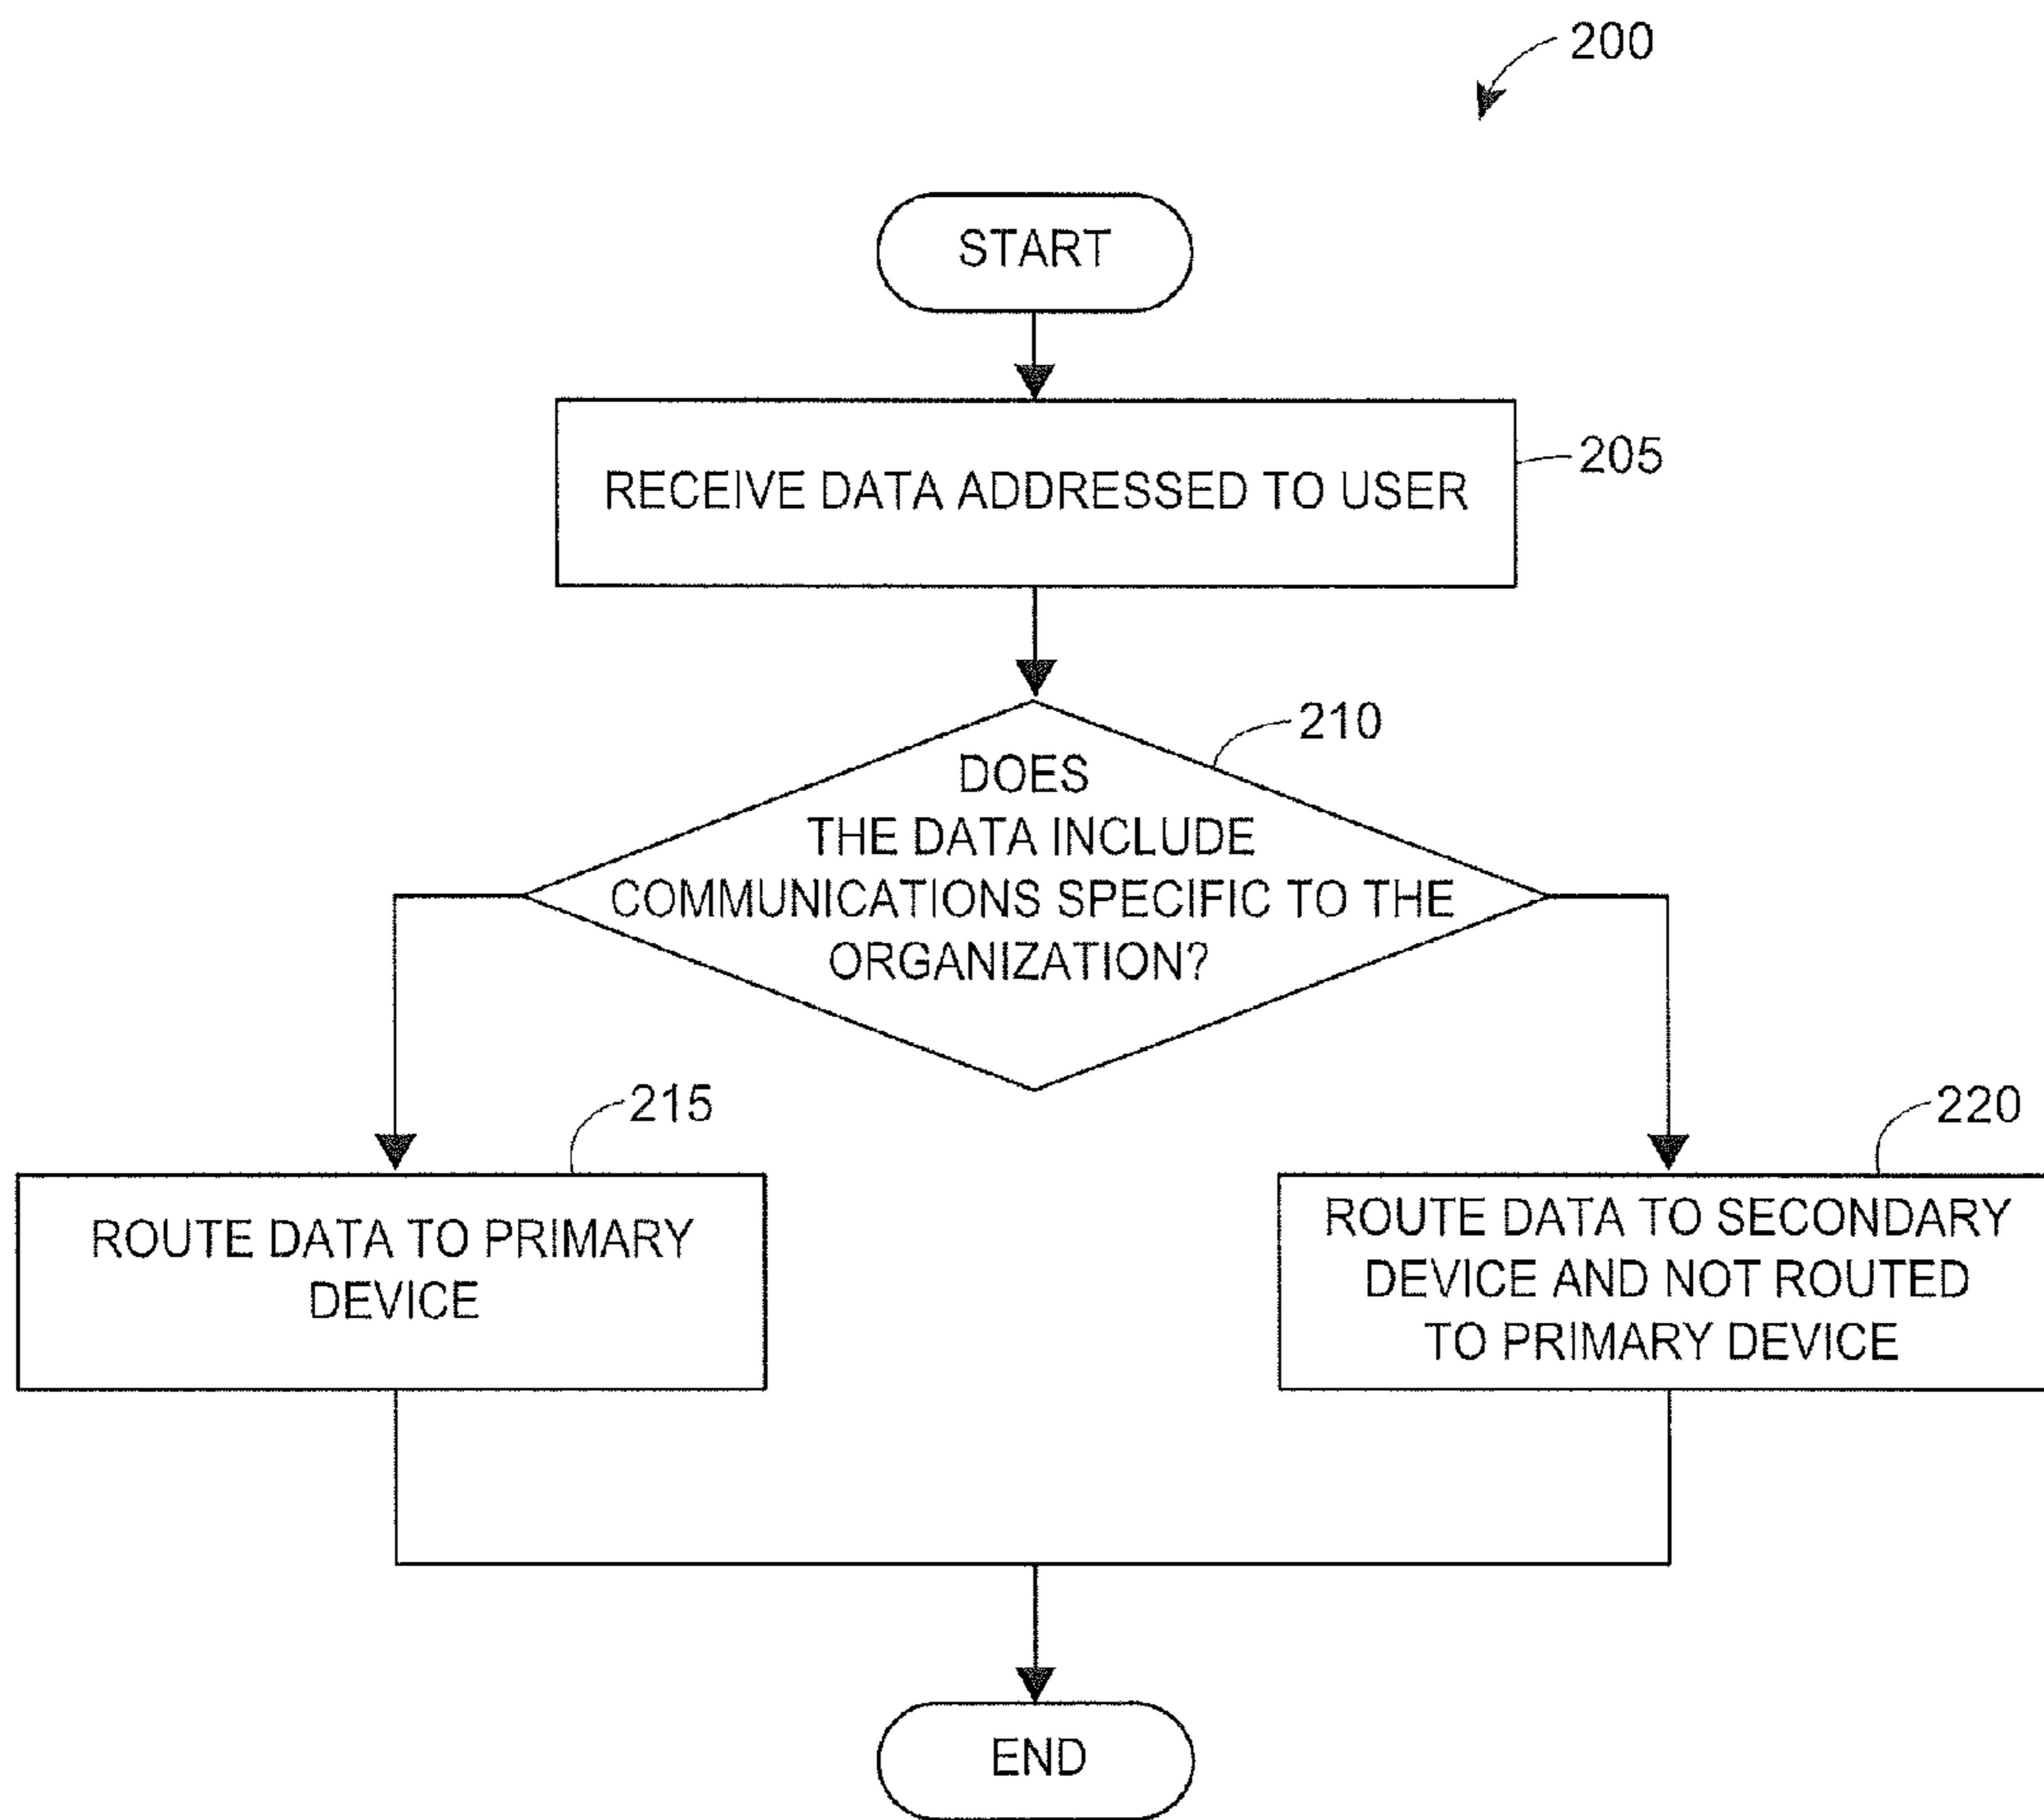 200
START
RECEIVE DATA ADDRESSED TO USER
205
210
DOES
THE DATA INCLUDE
COMMUNICATIONS SPECIFIC TO THE
ORGANIZATION?
215
ROUTE DATA TO PRIMARY
DEVICE
220
ROUTE DATA TO SECONDARY
DEVICE AND NOT ROUTED
TO PRIMARY DEVICE
END